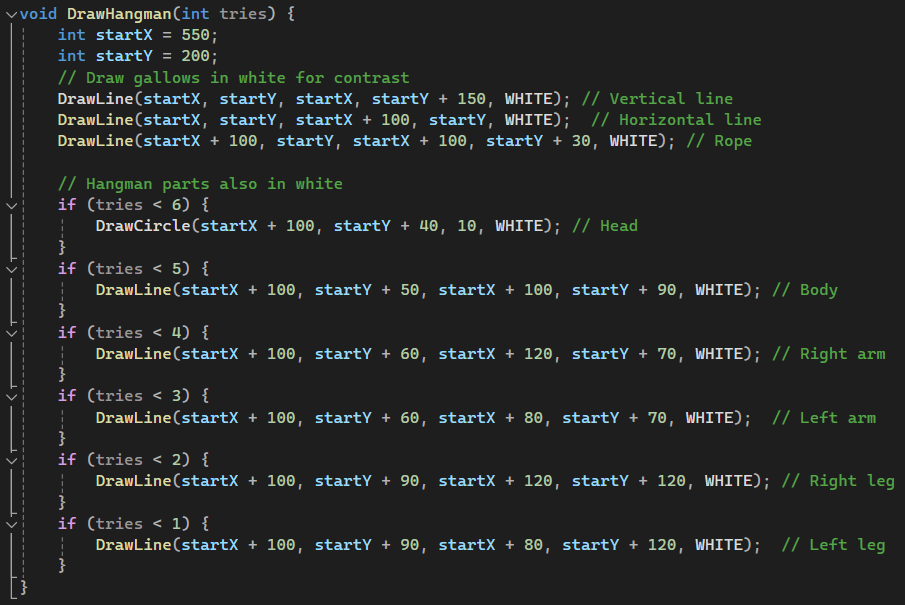 void DrawHangman(int tries) {
    int startX = 550;
    int startY = 200;
    // Draw gallows in white for contrast
    DrawLine(startX, startY, startX, startY + 150, WHITE); // Vertical line
    DrawLine(startX, startY, startX + 100, startY, WHITE);  // Horizontal line
    DrawLine(startX + 100, startY, startX + 100, startY + 30, WHITE); // Rope

    // Hangman parts also in white
    if (tries < 6) {
        DrawCircle(startX + 100, startY + 40, 10, WHITE); // Head
    }
    if (tries < 5) {
        DrawLine(startX + 100, startY + 50, startX + 100, startY + 90, WHITE); // Body
    }
    if (tries < 4) {
        DrawLine(startX + 100, startY + 60, startX + 120, startY + 70, WHITE); // Right arm
    }
    if (tries < 3) {
        DrawLine(startX + 100, startY + 60, startX + 80, startY + 70, WHITE);  // Left arm
    }
    if (tries < 2) {
        DrawLine(startX + 100, startY + 90, startX + 120, startY + 120, WHITE); // Right leg
    }
    if (tries < 1) {
        DrawLine(startX + 100, startY + 90, startX + 80, startY + 120, WHITE);  // Left leg
    }
}